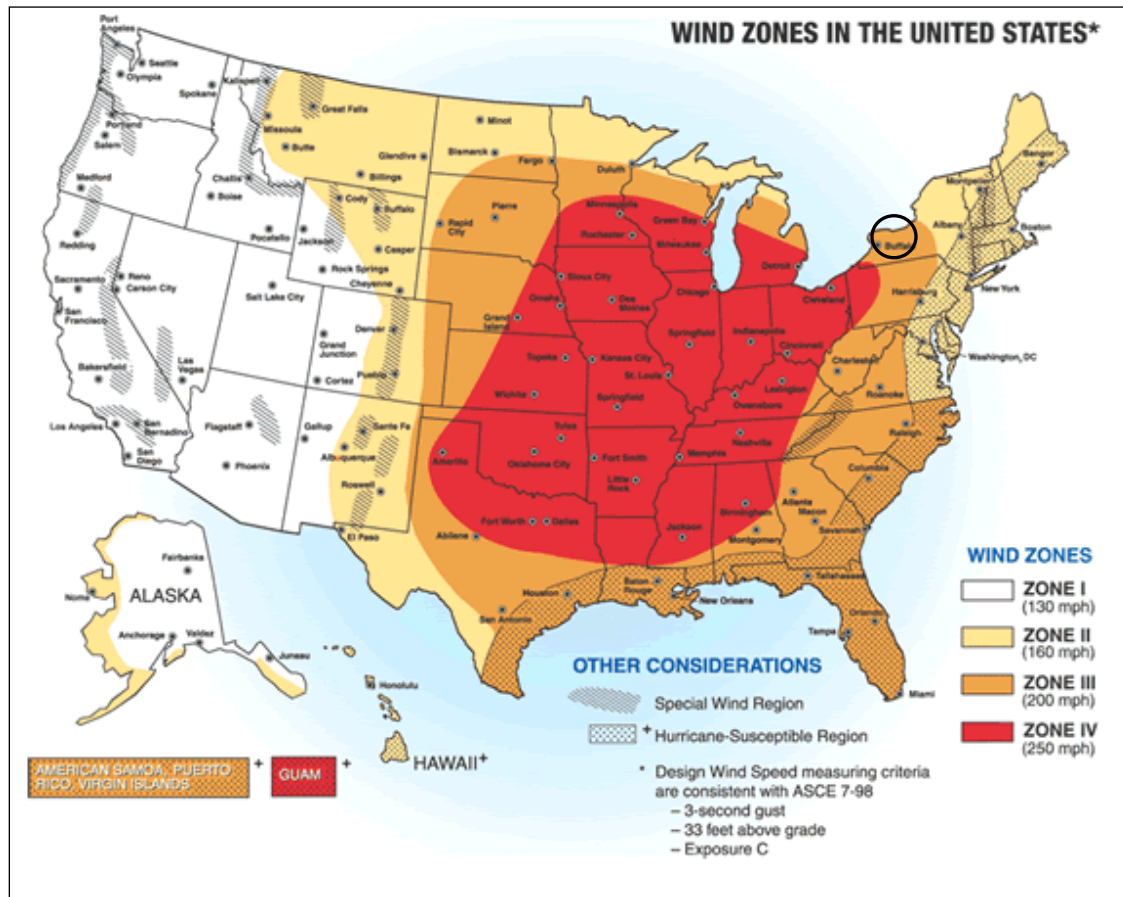 WIND ZONES IN THE UNITED STATES*
Port
Angeles
Seattle
Olympia
Spokane
Kalispell
Great Falls
Minot
Portland
Salem
Missoula
Butte
Glendive
Bismarck
Fargo
Duluth
Bangor
Montpelier
Medford
Challis
Boise
Billings
Cody
Buffalo
Pierre
Rapid
City
Minneapolis
Rochester
Green Bay
Milwaukee
Buffalo
Albany
Boston
Redding
Pocatello
Jackson
Casper
Rock Springs
Cheyenne
Sioux City
Detroit
Sacramento
Reno
Carson City
Salt Lake City
San
Francisco
Omaha
Grand
Island
Des
Moines
Chicago
Cleveland
Harrisburg
New York
Denver
Grand
Junction
Pueblo
Cortez
Topeka
Kansas City
Springfield
Indianapolis
Cincinnati
St. Louis
Charleston
Washington, DC
Bakersfield
Las
Vegas
Wichita
Springfield
Lexington
Owensboro
Roanoke
Los Angeles
San
Bernadino
San
Diego
Flagstaff
Gallup
Santa Fe
Albuquerque
Amarillo
Tulsa
Oklahoma City
Fort Smith
Little
Rock
Memphis
Nashville
Raleigh
Phoenix
Roswell
El Paso
Columbia
Atlanta
Macon
Birmingham
Montgomery
Savannah
Fort Worth
Dallas
Abilene
Jackson
Tallahassee
Houston
San Antonio
Baton
Rouge
New Orleans
Orlando
Tampa
Miami
Fairbanks
Nome
ALASKA
Anchorage
Valdez
Juneau
Honolulu
HAWAII+
AMERICAN SAMOA, PUERTO
RICO, VIRGIN ISLANDS
+
GUAM
+
OTHER CONSIDERATIONS
Special Wind Region
+ Hurricane-Susceptible Region
* Design Wind Speed measuring criteria
are consistent with ASCE 7-98
– 3-second gust
– 33 feet above grade
– Exposure C
WIND ZONES
ZONE I
(130 mph)
ZONE II
(160 mph)
ZONE III
(200 mph)
ZONE IV
(250 mph)